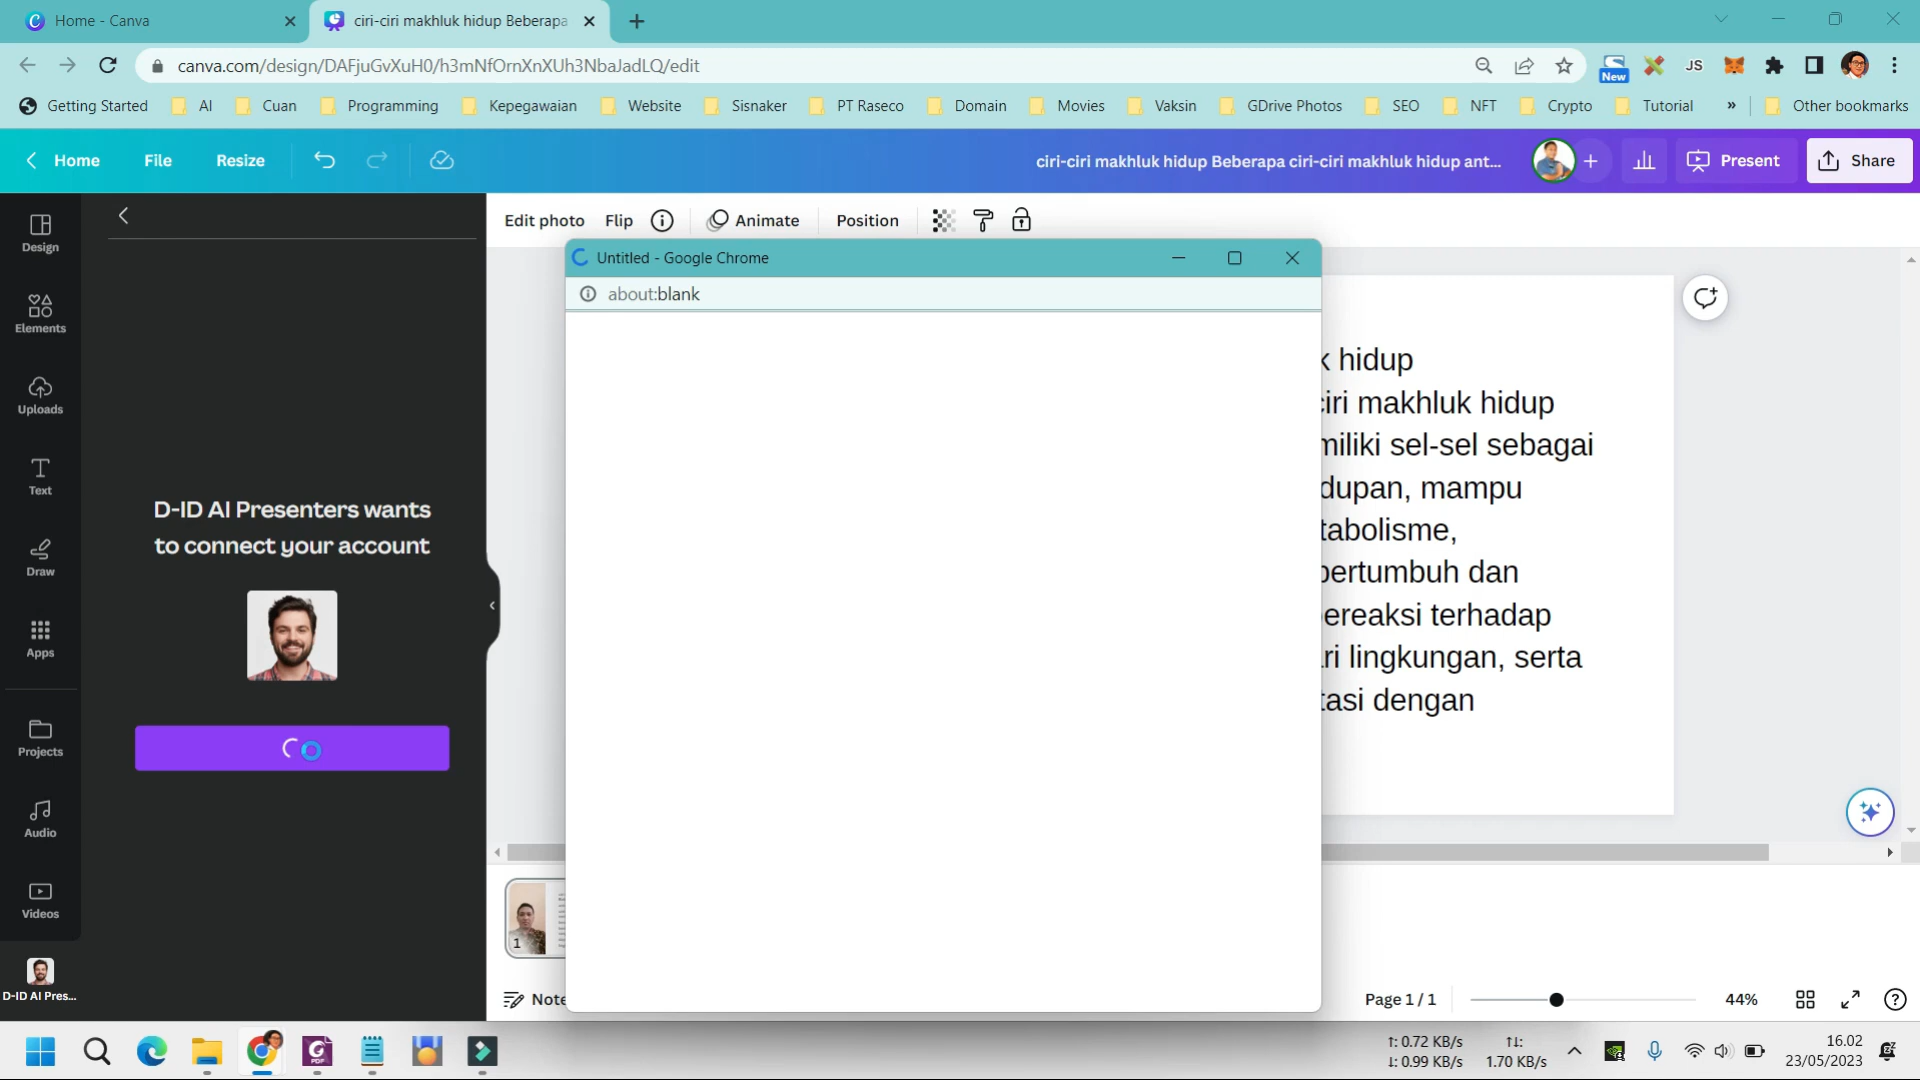 Home - Canva
ciri-ciri makhluk hidup Beberapa
canva.com/design/DAFjuGvXuH0/h3mNfOrnXnXUh3NbaJadLQ/edit
New
JS
Getting Started
AI
Cuan
Programming
Kepegawaian
Website
Sisnaker
PT Raseco
Domain
Movies
Vaksin
GDrive Photos
SEO
NFT
Crypto
Tutorial
»
Other bookmarks
Home
File
Resize
ciri-ciri makhluk hidup Beberapa ciri-ciri makhluk hidup ant...
Present
Share
Edit photo
Flip
Animate
Position
Design
Elements
Uploads
Text
Draw
Apps
Projects
Audio
Videos
D-ID AI Pres...
D-ID AI Presenters wants
to connect your account
Untitled - Google Chrome
about:blank
k hidup
ciri makhluk hidup
miliki sel-sel sebagai
dupan, mampu
tabolisme,
bertumbuh dan
ereaksi terhadap
ri lingkungan, serta
tasi dengan
1
Note
Page 1 / 1
44%
PDF
↑: 0.72 KB/s
↓: 0.99 KB/s
↑↓:
1.70 KB/s
16.02
23/05/2023